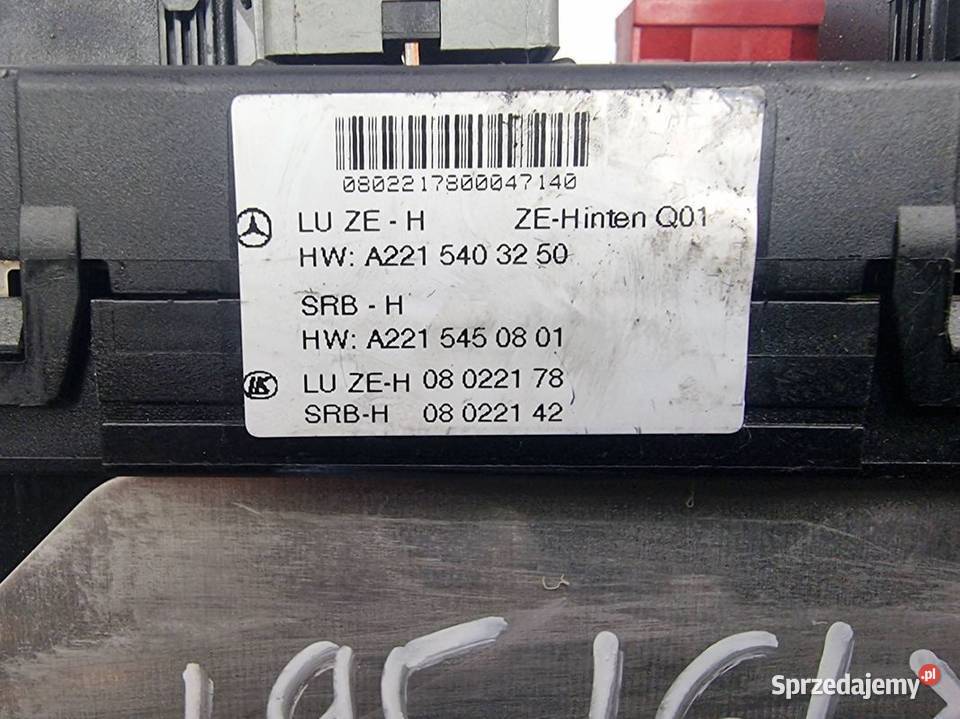 0802217800047140
LU ZE - H ZE-Hinten Q01
HW: A221 540 32 50
SRB - H
HW: A221 545 08 01
LK LU ZE-H 08 0221 78
SRB-H 08 0221 42
Sprzedajemy.pl